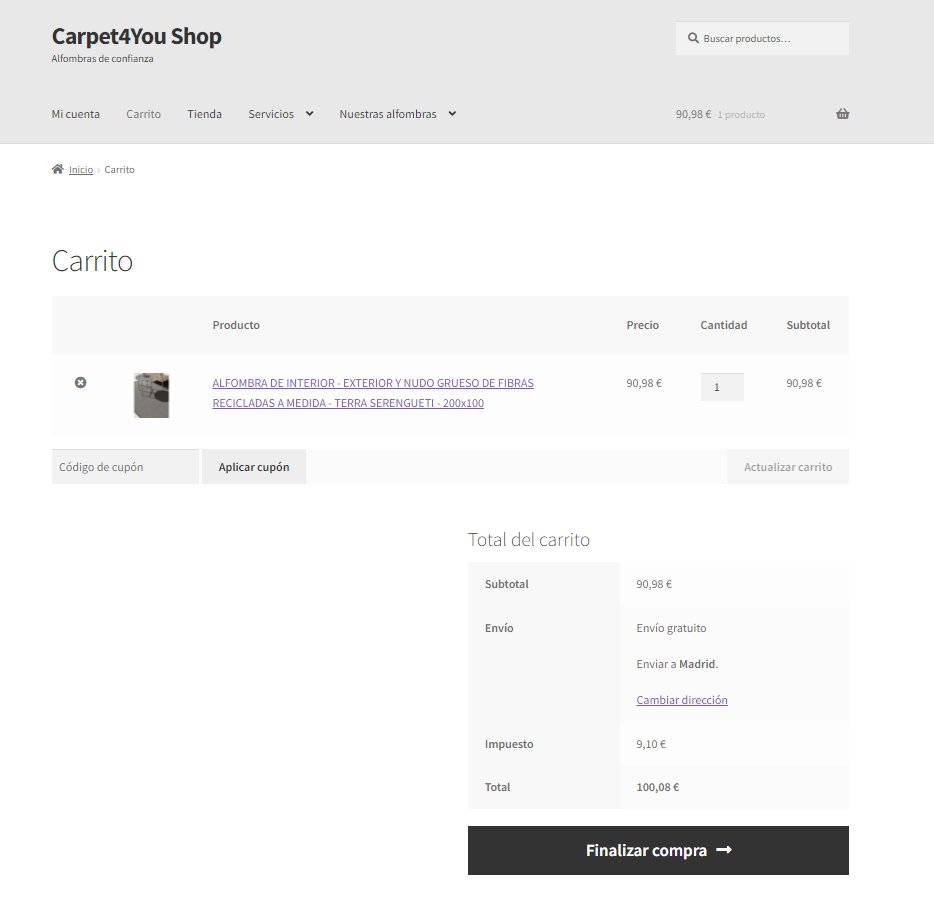 Carpet4You Shop
Alfombras de confianza
Buscar productos…
Mi cuenta Carrito Tienda Servicios Nuestras alfombras
90,98 € 1 producto
Inicio Carrito
Carrito
Producto Precio Cantidad Subtotal
ALFOMBRA DE INTERIOR - EXTERIOR Y NUDO GRUESO DE FIBRAS
RECICLADAS A MEDIDA - TERRA SERENGUETI - 200x100
90,98 € 1 90,98 €
Código de cupón Aplicar cupón Actualizar carrito
Total del carrito
Subtotal 90,98 €
Envío Envío gratuito
Enviar a Madrid.
Cambiar dirección
Impuesto 9,10 €
Total 100,08 €
Finalizar compra